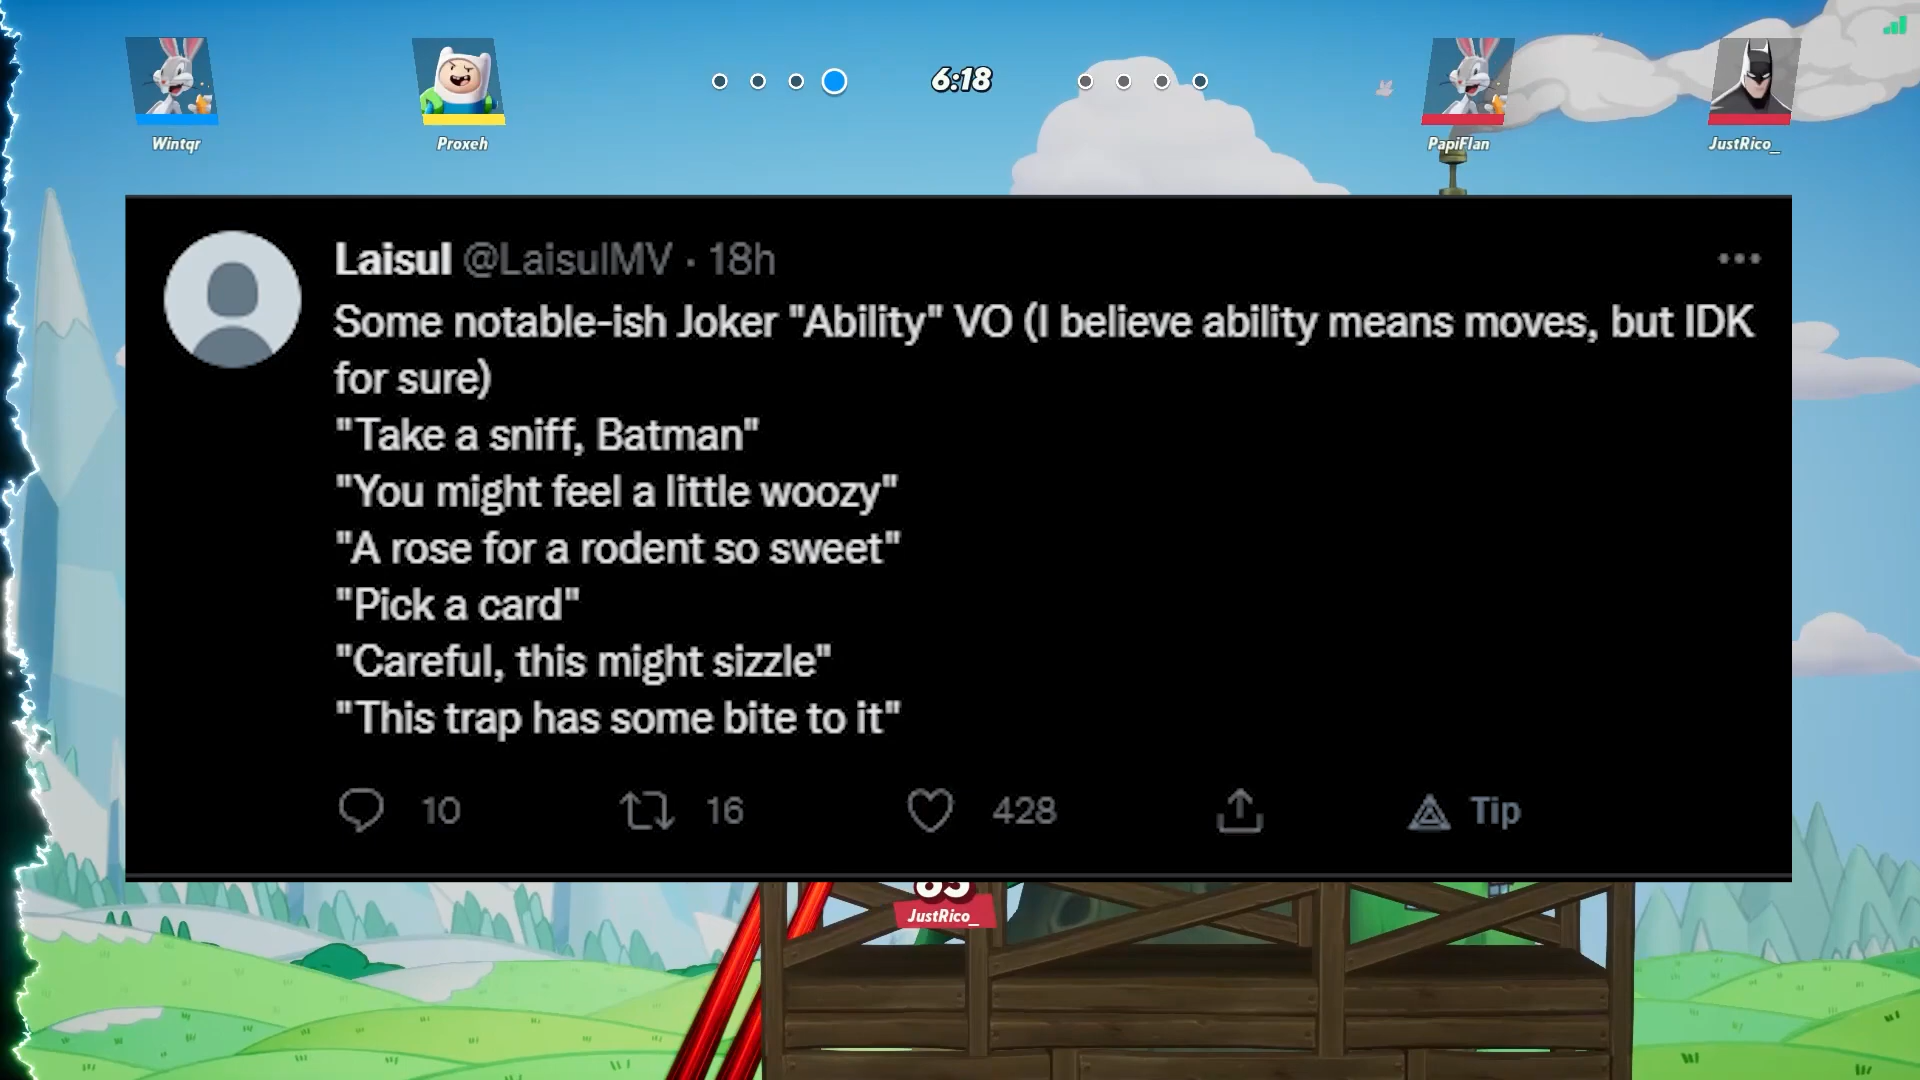 6:18
Wintqr
Proxeh
PapiFlan
JustRico_
Laisul @LaisulMV · 18h
Some notable-ish Joker "Ability" VO (I believe ability means moves, but IDK
for sure)
"Take a sniff, Batman"
"You might feel a little woozy"
"A rose for a rodent so sweet"
"Pick a card"
"Careful, this might sizzle"
"This trap has some bite to it"
10 16 428 Tip
JustRico_